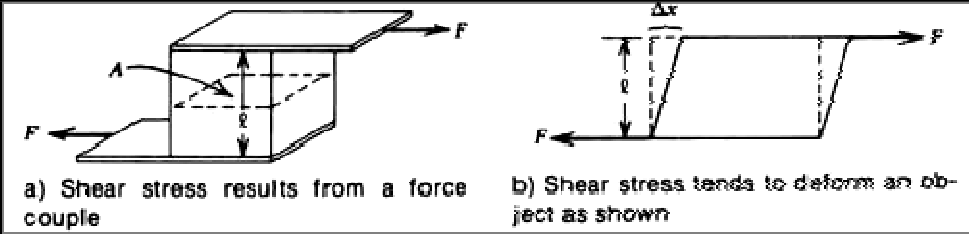 Δx
F
F
A
ℓ
ℓ
F
F
a) Shear stress results from a force
couple
b) Shear stress tends to deform an ob-
ject as shown